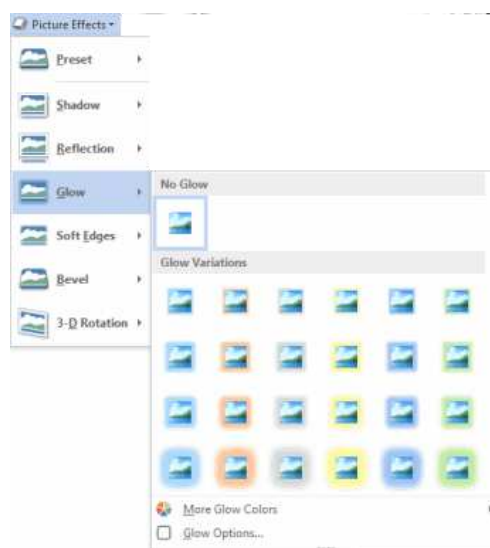 Picture Effects
Preset
Shadow
Reflection
Glow
Soft Edges
Bevel
3-D Rotation
No Glow
Glow Variations
More Glow Colors
Glow Options...